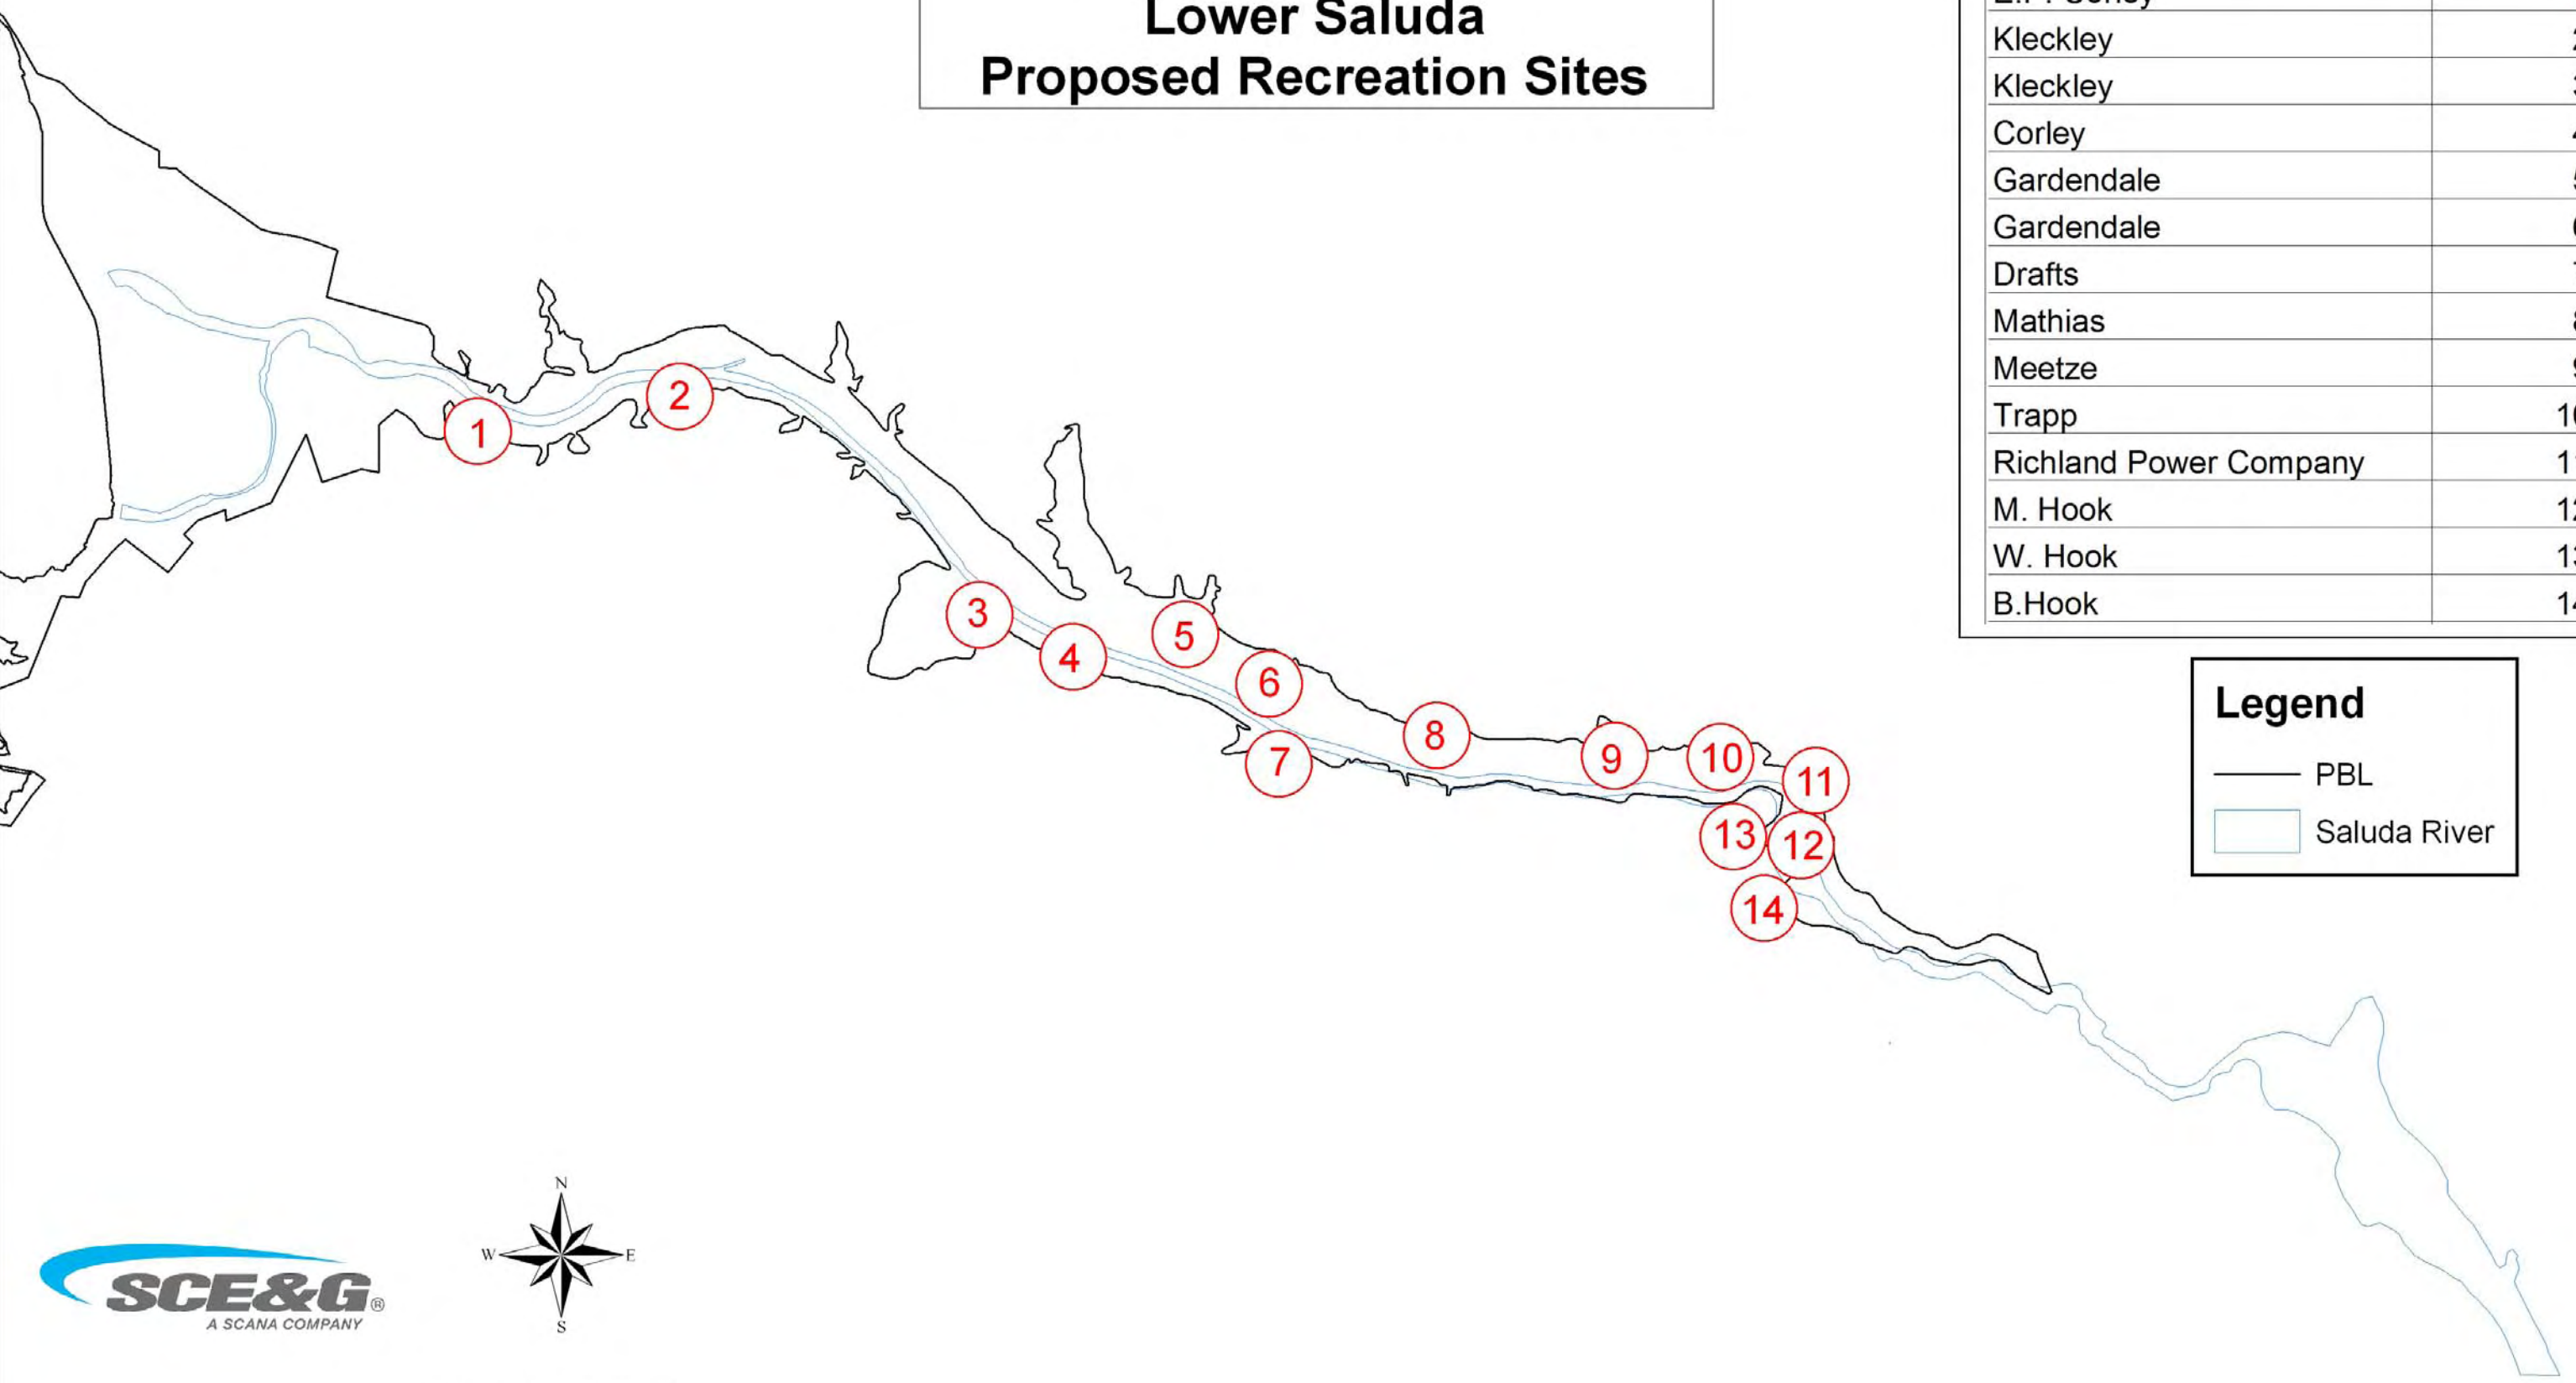 Lower Saluda
Proposed Recreation Sites
Kleckley
Kleckley
Corley
Gardendale
Gardendale
Drafts
Mathias
Meetze
Trapp
Richland Power Company
M. Hook
W. Hook
B.Hook
1
2
3
4
5
6
7
8
9
10
11
13
12
14
Legend
PBL
Saluda River
N
W
E
S
SCE&G®
A SCANA COMPANY